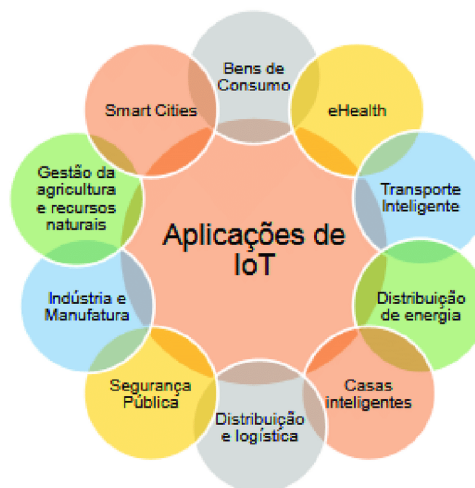 Bens de
Consumo
eHealth
Transporte
Inteligente
Distribuição
de energia
Casas
inteligentes
Distribuição
e logística
Segurança
Pública
Indústria e
Manufatura
Gestão da
agricultura
e recursos
naturais
Smart Cities
Aplicações de
IoT